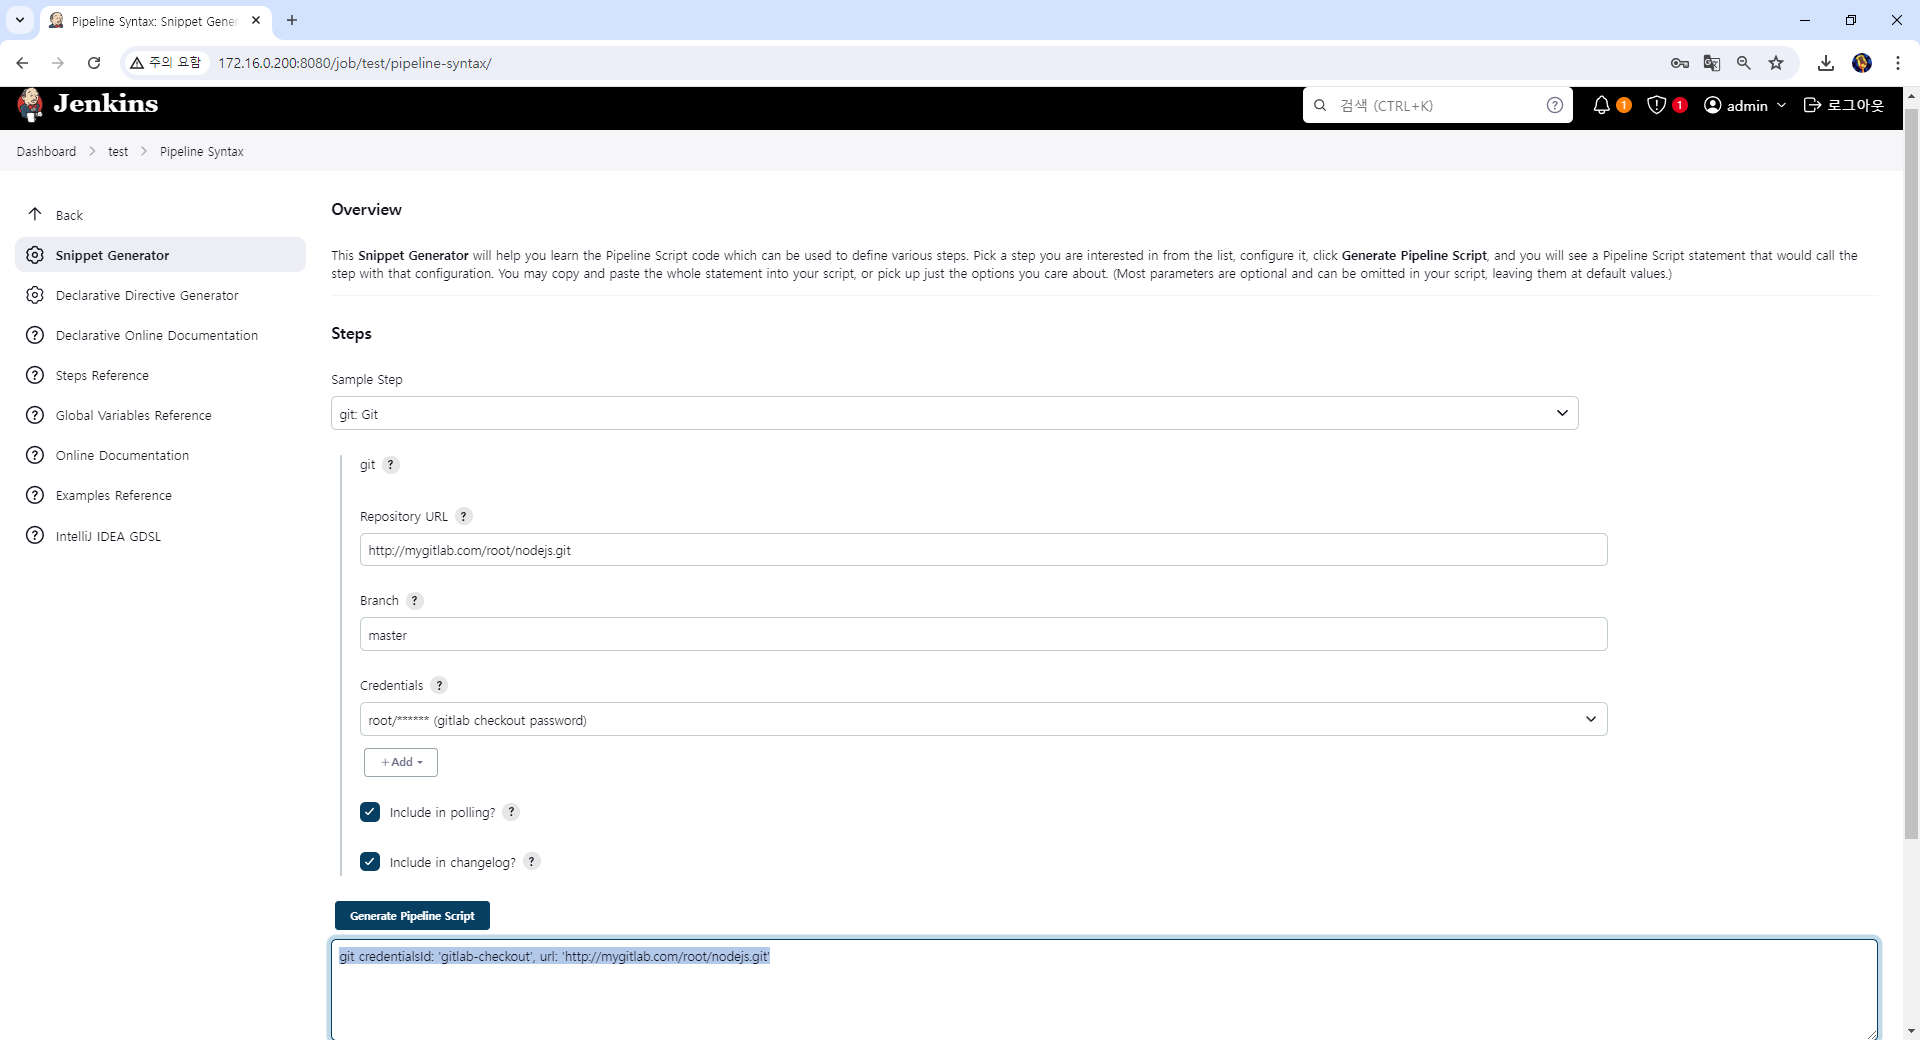 Pipeline Syntax: Snippet Gener
주의 요함
172.16.0.200:8080/job/test/pipeline-syntax/
Jenkins
검색 (CTRL+K)
?
1
1
admin
로그아웃
Dashboard
test
Pipeline Syntax
Back
Snippet Generator
Declarative Directive Generator
Declarative Online Documentation
Steps Reference
Global Variables Reference
Online Documentation
Examples Reference
IntelliJ IDEA GDSL
Overview
This Snippet Generator will help you learn the Pipeline Script code which can be used to define various steps. Pick a step you are interested in from the list, configure it, click Generate Pipeline Script, and you will see a Pipeline Script statement that would call the
step with that configuration. You may copy and paste the whole statement into your script, or pick up just the options you care about. (Most parameters are optional and can be omitted in your script, leaving them at default values.)
Steps
Sample Step
git: Git
git ?
Repository URL ?
http://mygitlab.com/root/nodejs.git
Branch ?
master
Credentials ?
root/****** (gitlab checkout password)
+Add
Include in polling? ?
Include in changelog? ?
Generate Pipeline Script
git credentialsId: 'gitlab-checkout', url: 'http://mygitlab.com/root/nodejs.git'